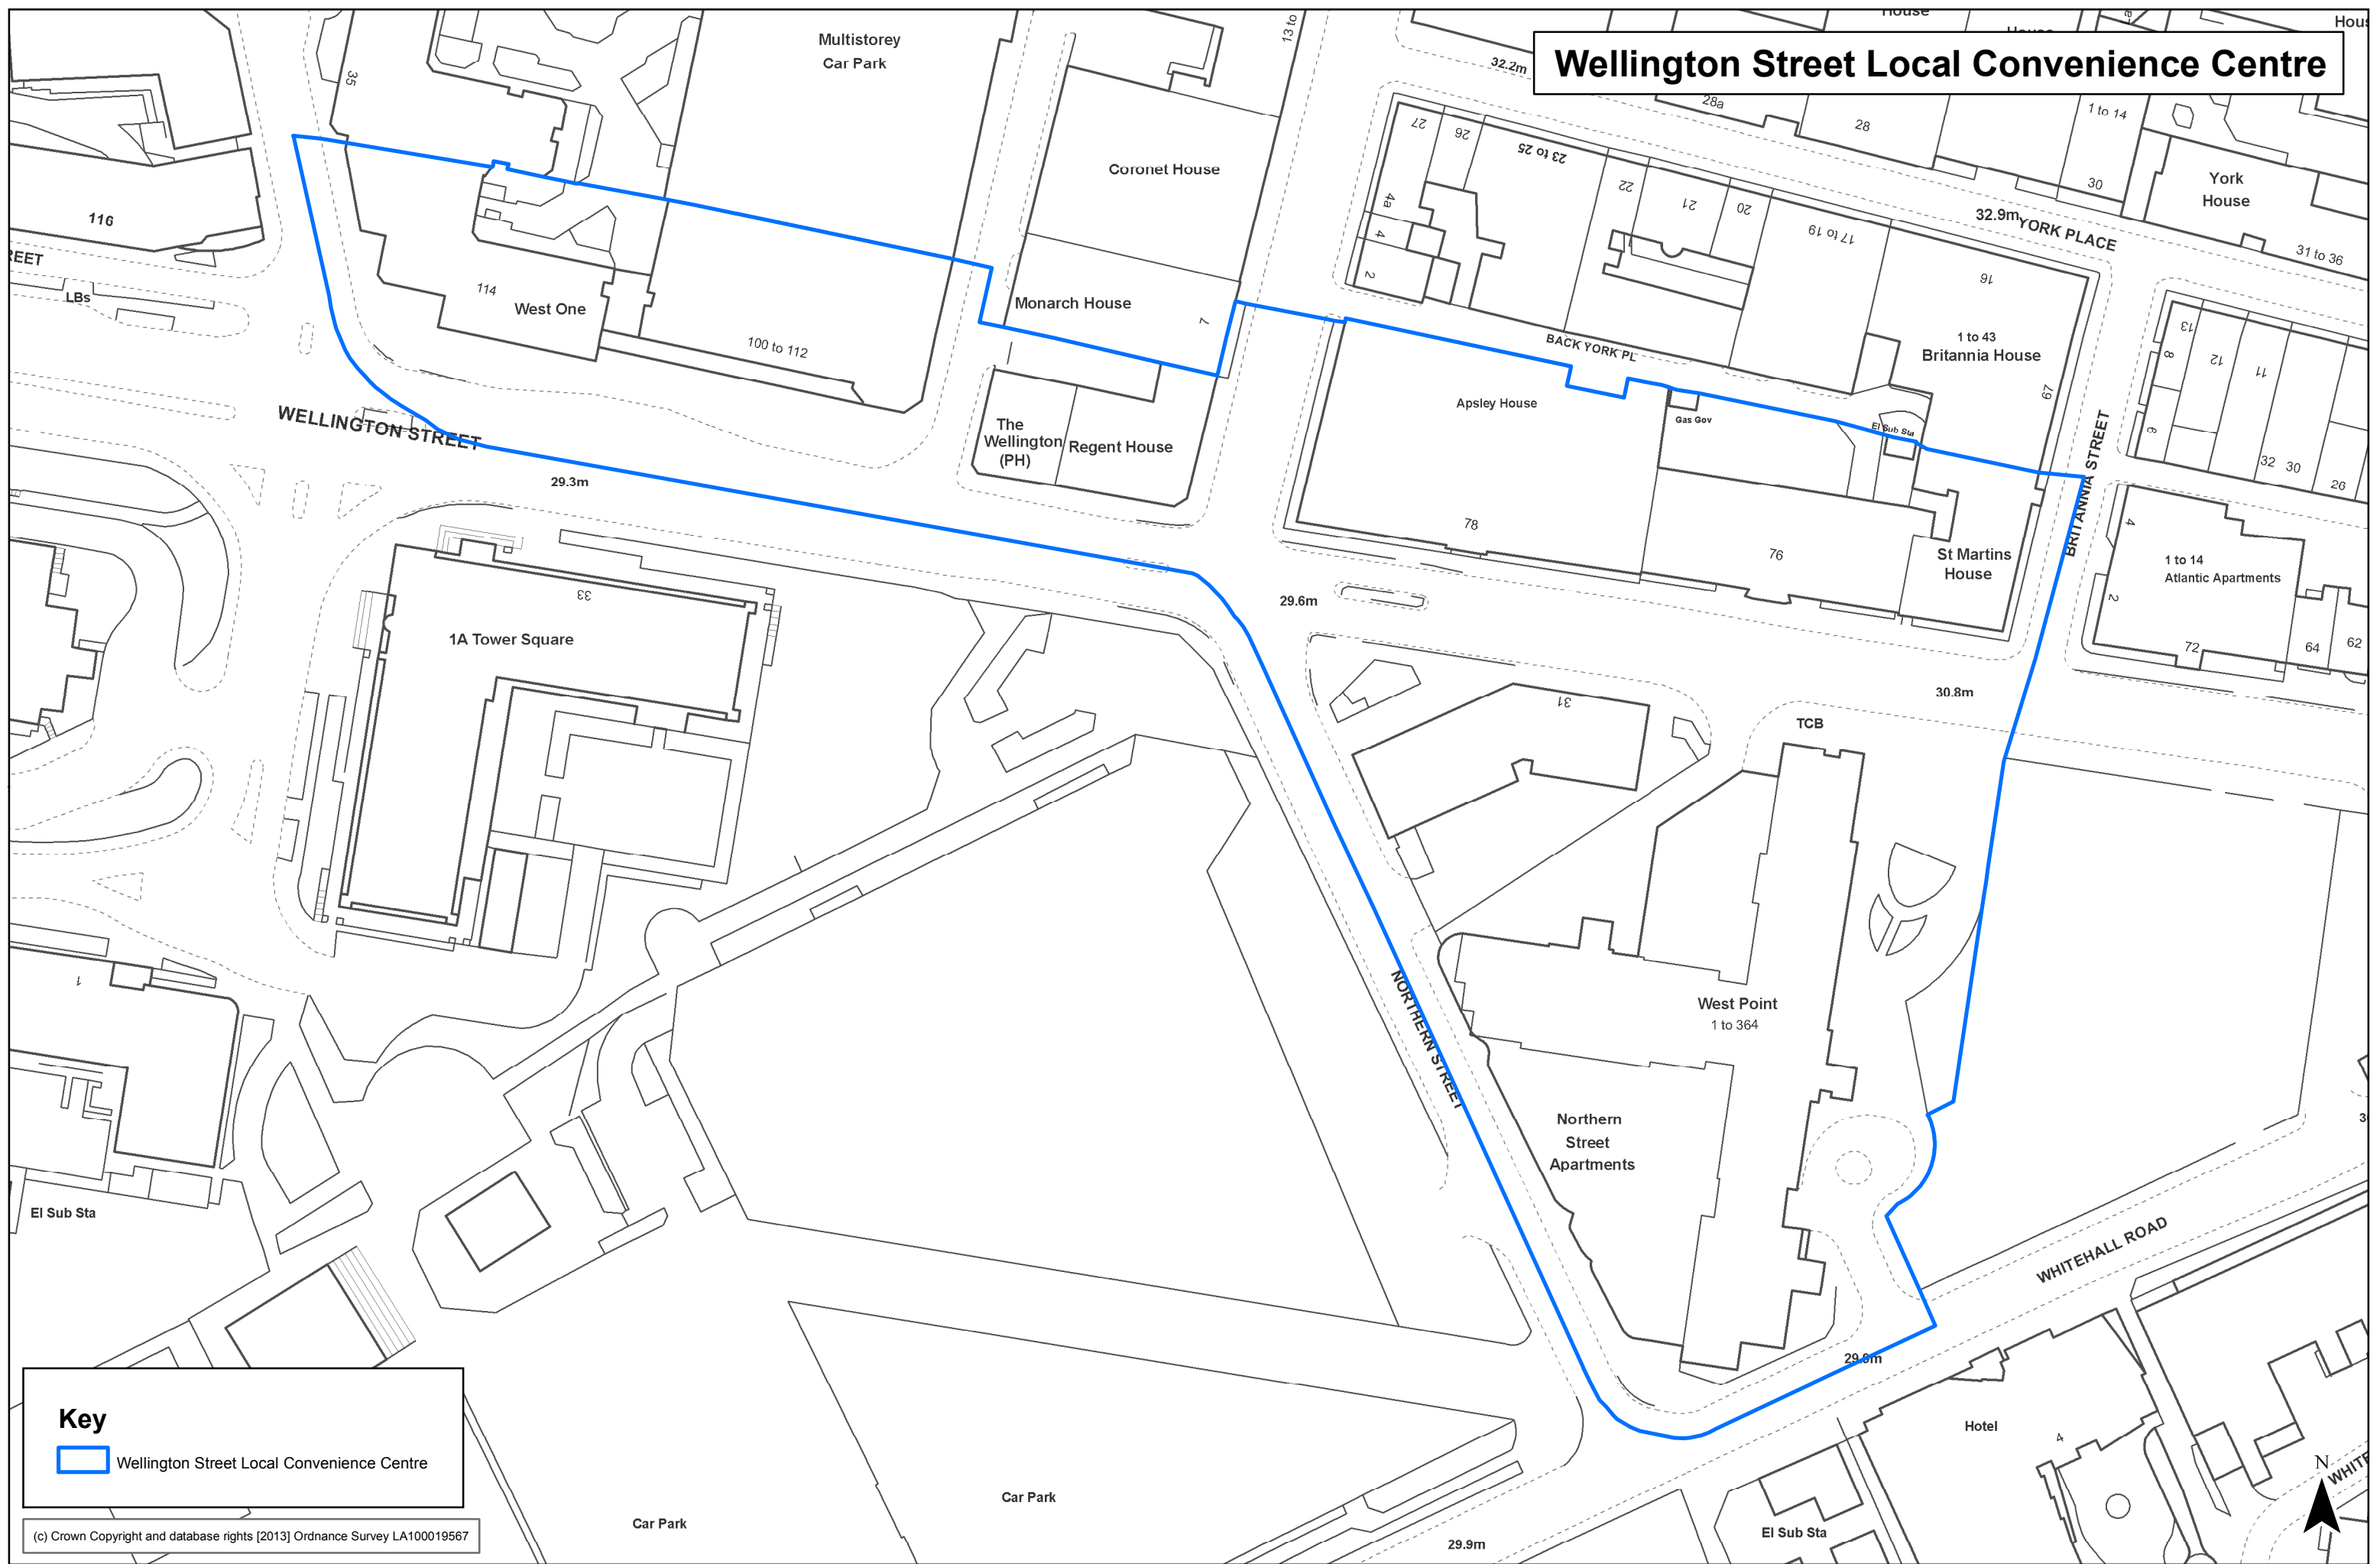 Wellington Street Local Convenience Centre
Multistorey
Car Park
35
13 to
32.2m
House
28a
28
1 to 14
30
York
House
31 to 36
32.9m
YORK PLACE
116
LBs
114
West One
100 to 112
Coronet House
Monarch House
7
27
26
23 to 25
22
21
20
17 to 19
16
4a
4
2
BACK YORK PL
1 to 43
Britannia House
67
13
12
11
8
6
32
30
26
WELLINGTON STREET
29.3m
The
Wellington
(PH)
Regent House
Apsley House
Gas Gov
El Sub Sta
78
76
St Martins
House
BRITANNIA STREET
4
1 to 14
Atlantic Apartments
2
72
64
62
33
1A Tower Square
29.6m
30.8m
31
TCB
1
NORTHERN STREET
West Point
1 to 364
Northern
Street
Apartments
El Sub Sta
WHITEHALL ROAD
29.9m
Hotel
4
Key
Wellington Street Local Convenience Centre
Car Park
Car Park
29.9m
El Sub Sta
N
(c) Crown Copyright and database rights [2013] Ordnance Survey LA100019567